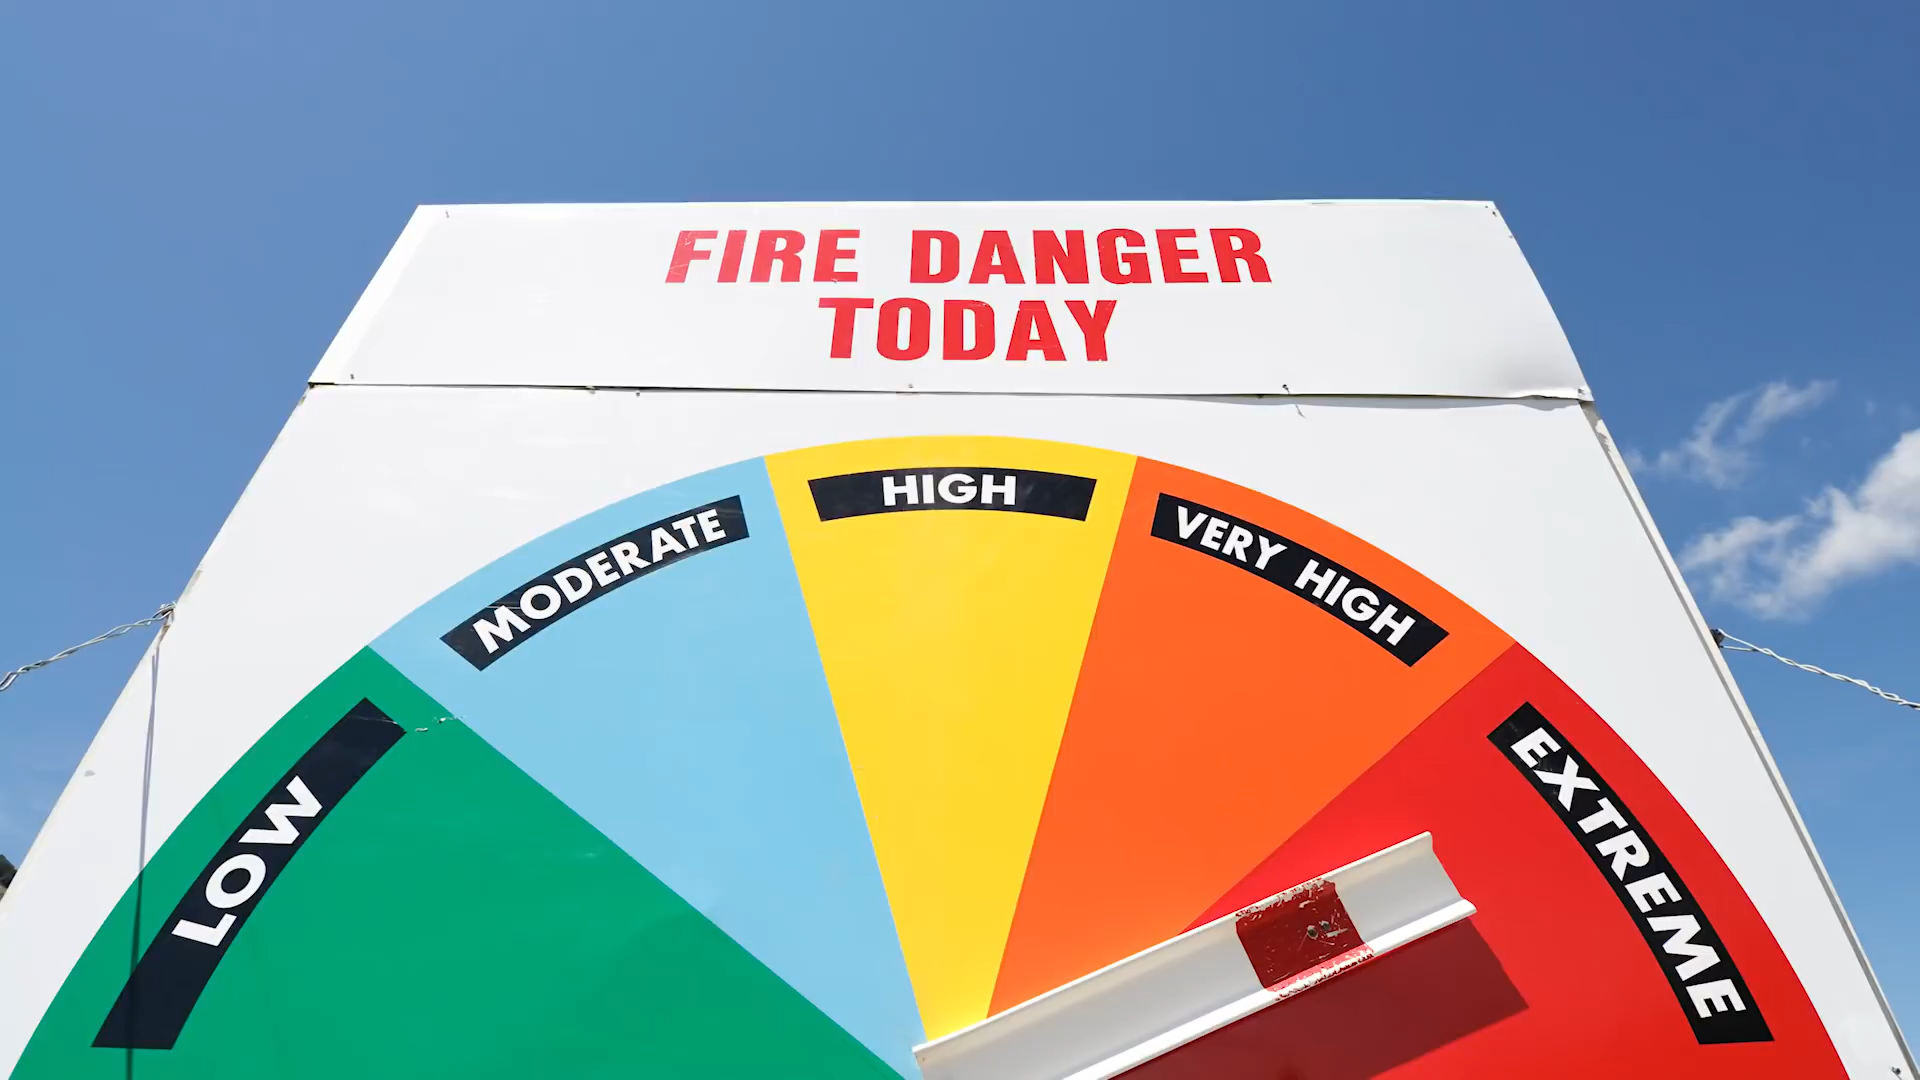 FIRE DANGER
TODAY
LOW
MODERATE
HIGH
VERY HIGH
EXTREME